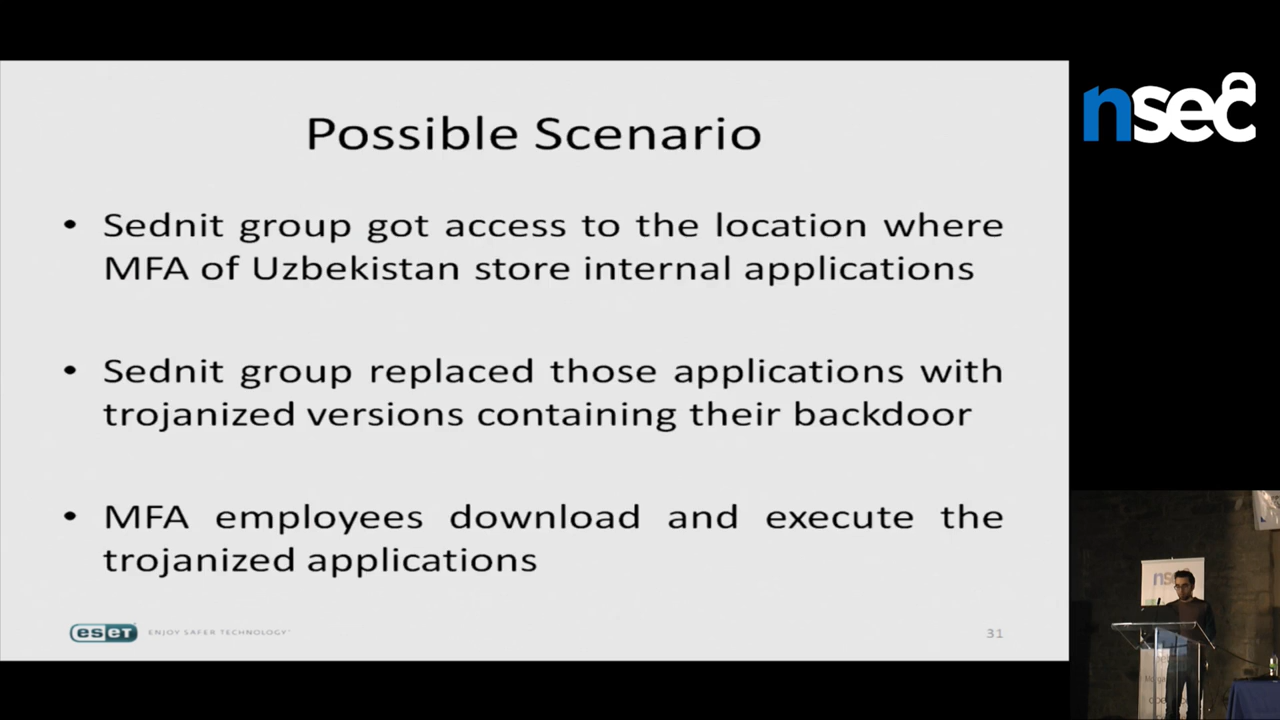 Possible Scenario
• Sednit group got access to the location where
MFA of Uzbekistan store internal applications
• Sednit group replaced those applications with
trojanized versions containing their backdoor
• MFA employees download and execute the
trojanized applications
eset ENJOY SAFER TECHNOLOGY
31
nsec
nsec